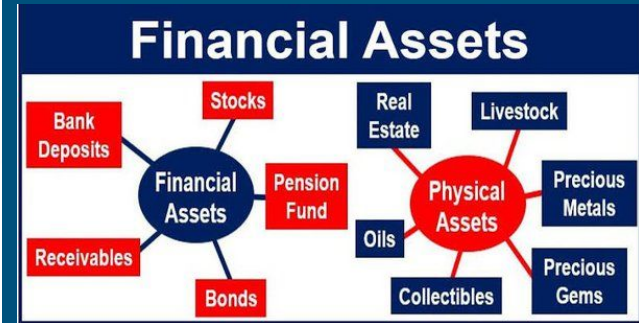 Financial Assets
Bank
Deposits
Stocks
Financial
Assets
Pension
Fund
Receivables
Bonds
Real
Estate
Livestock
Physical
Assets
Precious
Metals
Oils
Collectibles
Precious
Gems